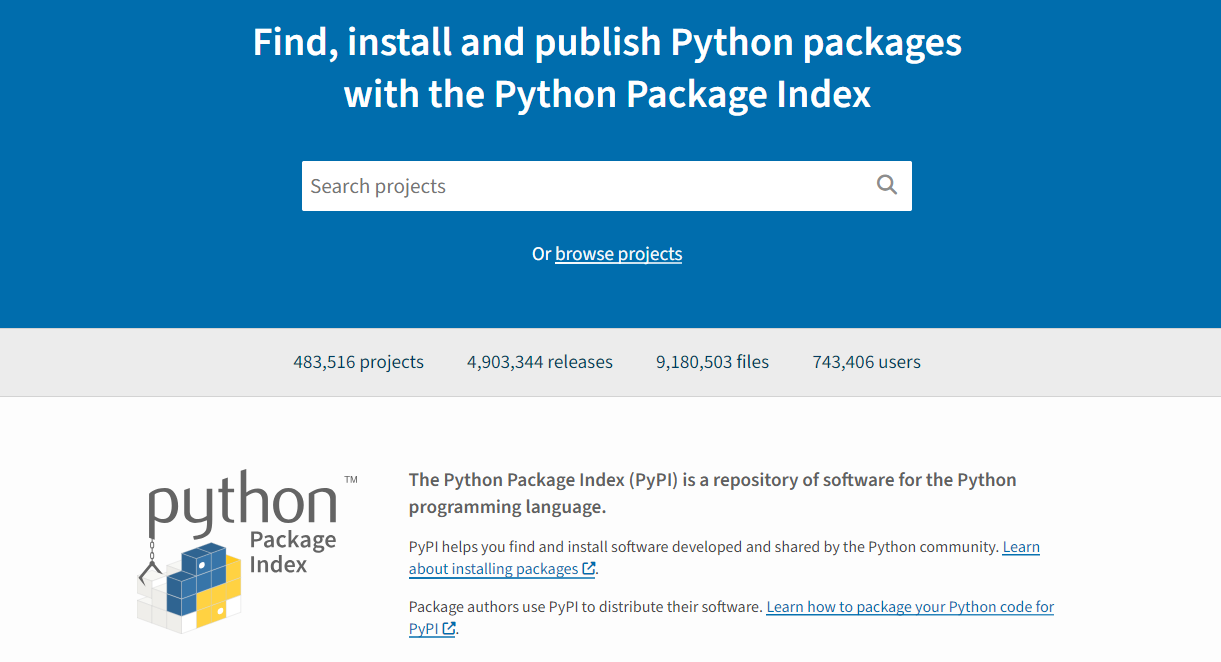 Find, install and publish Python packages
with the Python Package Index
Search projects
Or browse projects
483,516 projects 4,903,344 releases 9,180,503 files 743,406 users
python ™
Package
Index
The Python Package Index (PyPI) is a repository of software for the Python
programming language.
PyPI helps you find and install software developed and shared by the Python community. Learn
about installing packages.
Package authors use PyPI to distribute their software. Learn how to package your Python code for
PyPI.